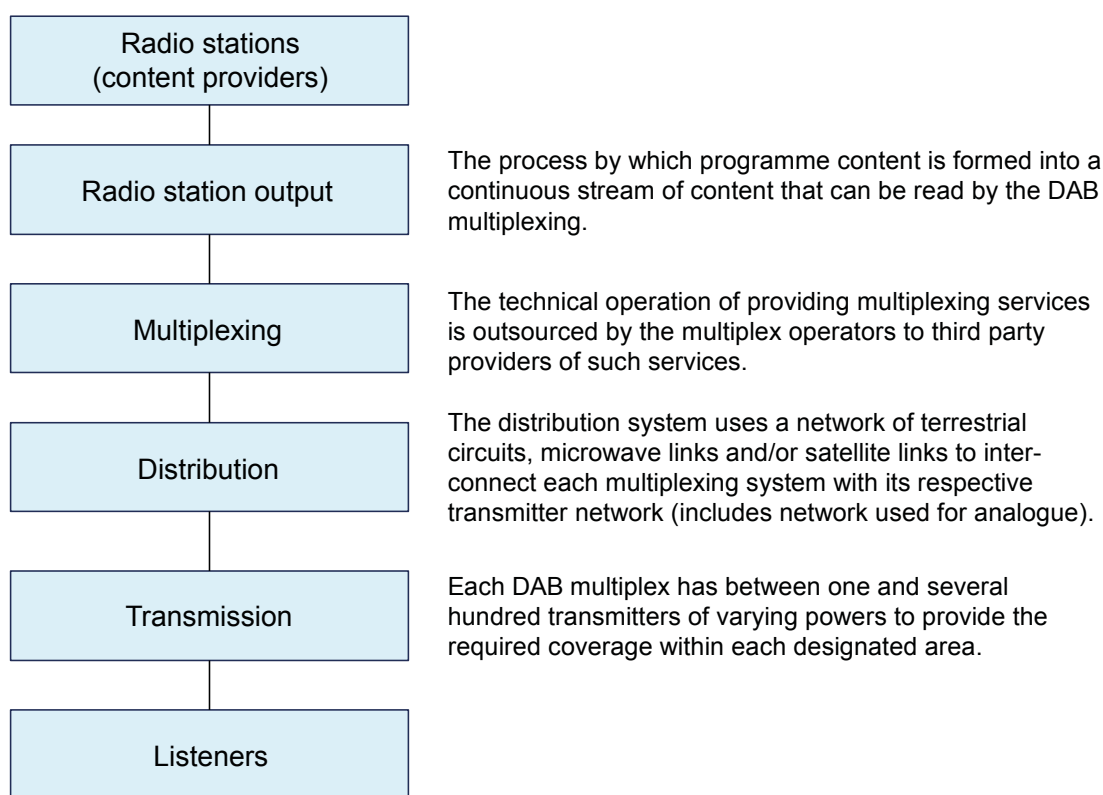 Radio stations
(content providers)
Radio station output
The process by which programme content is formed into a
continuous stream of content that can be read by the DAB
multiplexing.
Multiplexing
The technical operation of providing multiplexing services
is outsourced by the multiplex operators to third party
providers of such services.
Distribution
The distribution system uses a network of terrestrial
circuits, microwave links and/or satellite links to inter-
connect each multiplexing system with its respective
transmitter network (includes network used for analogue).
Transmission
Each DAB multiplex has between one and several
hundred transmitters of varying powers to provide the
required coverage within each designated area.
Listeners